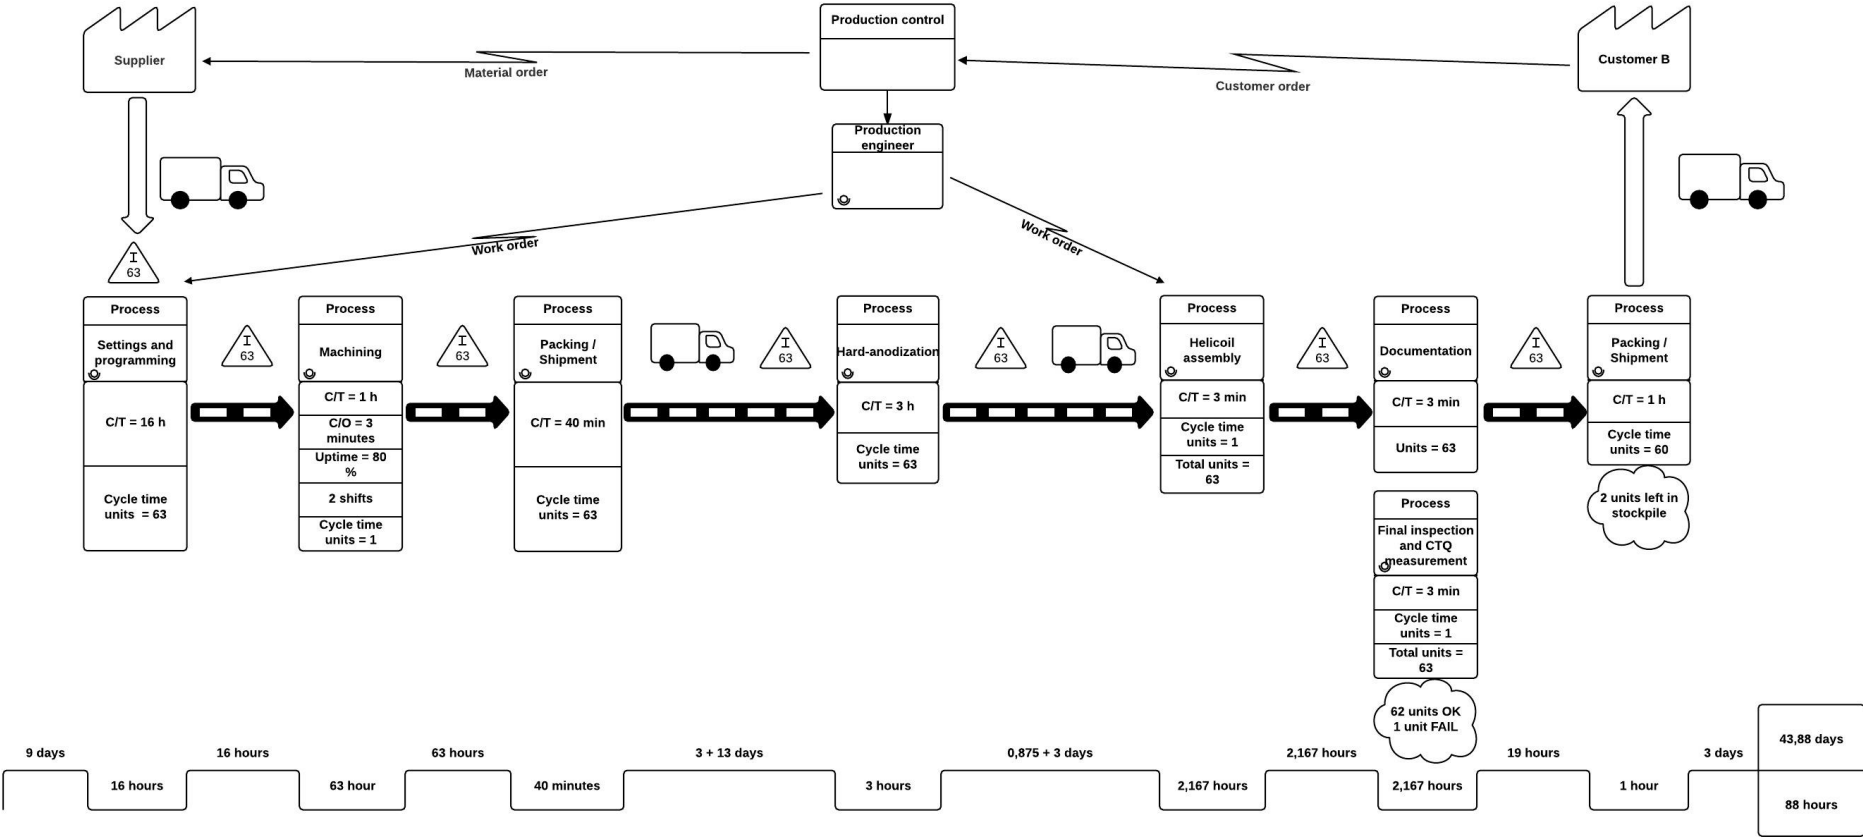 Supplier
Material order
Production control
Customer order
Customer B
Production
engineer
Work order
Work order
I
63
Process
Settings and
programming
C/T = 16 h
Cycle time
units = 63
I
63
Process
Machining
C/T = 1 h
C/O = 3
minutes
Uptime = 80
%
2 shifts
Cycle time
units = 1
I
63
Process
Packing /
Shipment
C/T = 40 min
Cycle time
units = 63
I
63
Process
Hard-anodization
C/T = 3 h
Cycle time
units = 63
I
63
Process
Helicoil
assembly
C/T = 3 min
Cycle time
units = 1
Total units =
63
I
63
Process
Documentation
C/T = 3 min
Units = 63
Process
Final inspection
and CTQ
measurement
C/T = 3 min
Cycle time
units = 1
Total units =
63
62 units OK
1 unit FAIL
I
63
Process
Packing /
Shipment
C/T = 1 h
Cycle time
units = 60
2 units left in
stockpile
9 days
16 hours
16 hours
63 hour
63 hours
40 minutes
3 + 13 days
3 hours
0,875 + 3 days
2,167 hours
2,167 hours
2,167 hours
19 hours
1 hour
3 days
43,88 days
88 hours